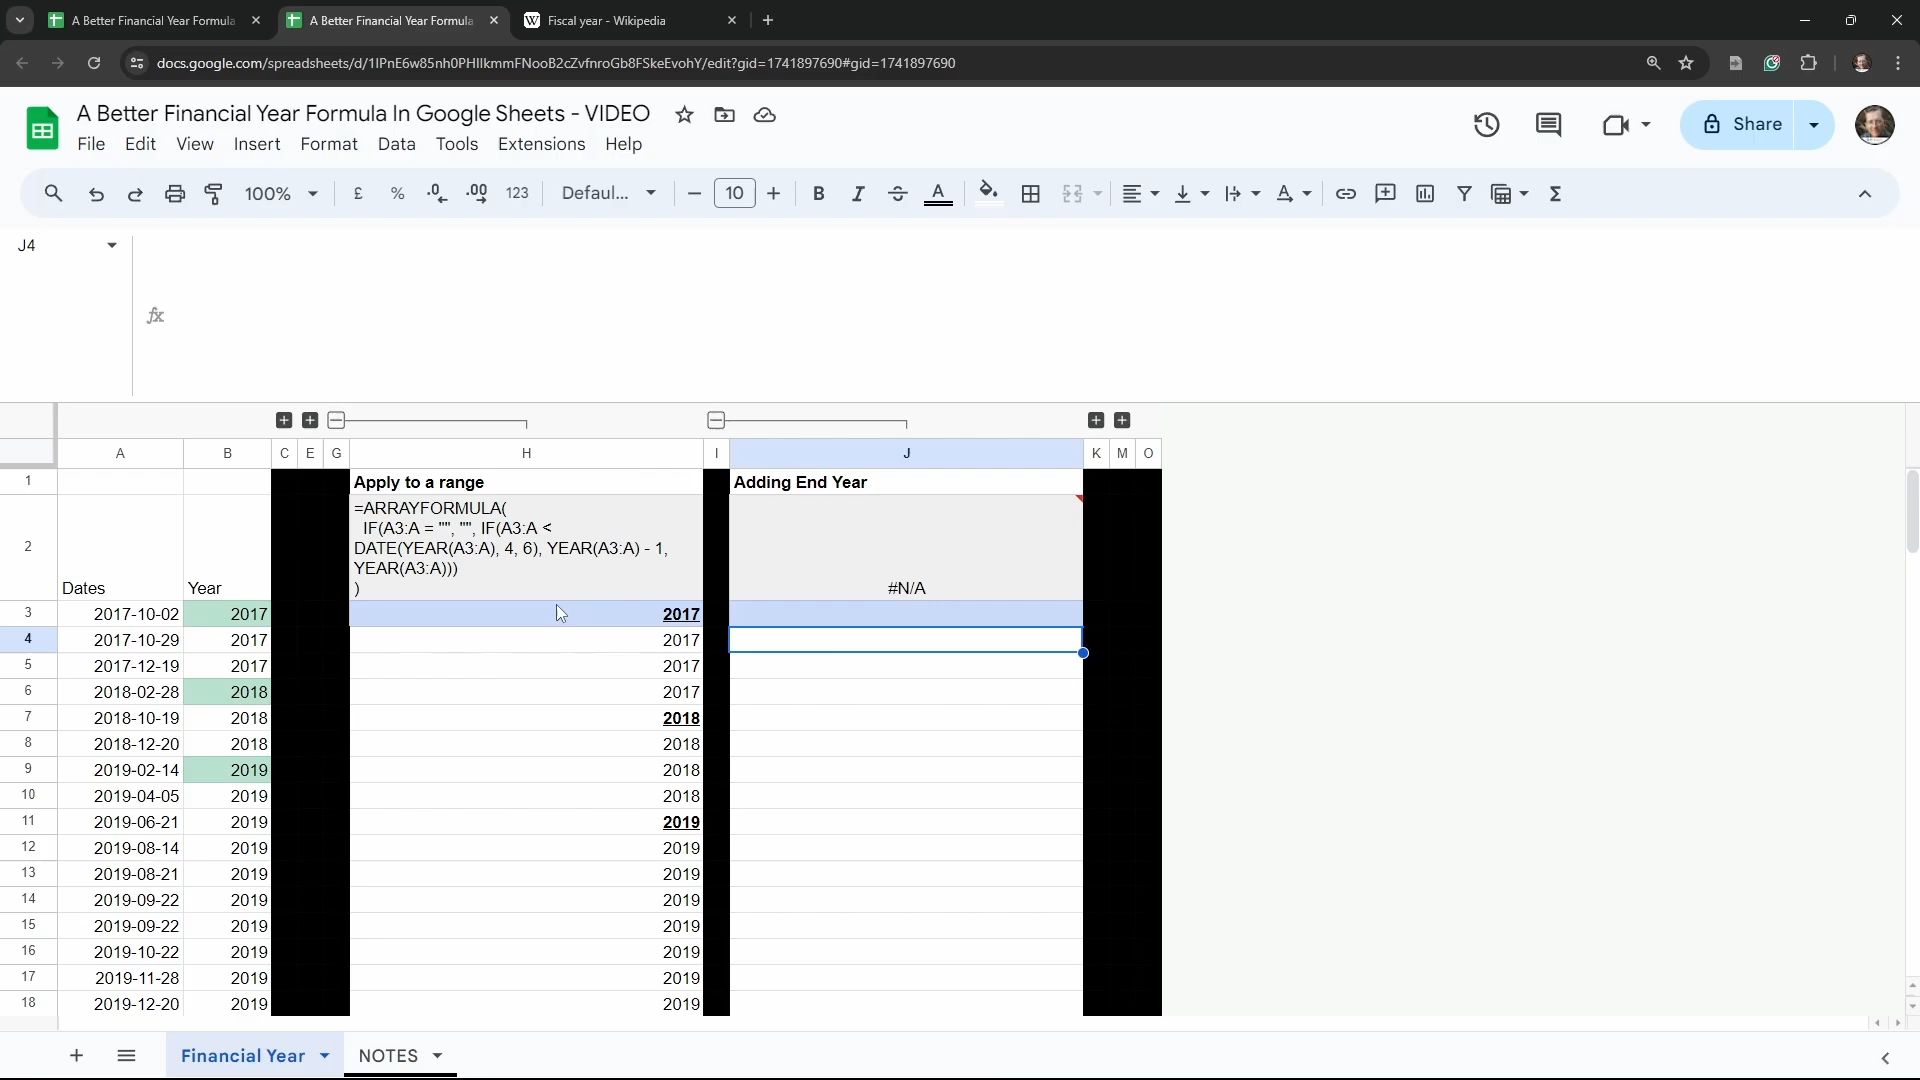 A Better Financial Year Formula
A Better Financial Year Formula
Fiscal year - Wikipedia
docs.google.com/spreadsheets/d/1IPnE6w85nh0PHIlkmmFNooB2cZvfnroGb8FSkeEvohY/edit?gid=1741897690#gid=1741897690
A Better Financial Year Formula In Google Sheets - VIDEO
File Edit View Insert Format Data Tools Extensions Help
Share
100% £ % .0 .00 123 Defaul... 10 B I A
J4
fx
A B C E G H I J K M O
1 Apply to a range Adding End Year
=ARRAYFORMULA(
IF(A3:A = "", "", IF(A3:A <
DATE(YEAR(A3:A), 4, 6), YEAR(A3:A) - 1,
YEAR(A3:A)))
)
2 Dates Year #N/A
3 2017-10-02 2017 2017
4 2017-10-29 2017 2017
5 2017-12-19 2017 2017
6 2018-02-28 2018 2017
7 2018-10-19 2018 2018
8 2018-12-20 2018 2018
9 2019-02-14 2019 2018
10 2019-04-05 2019 2018
11 2019-06-21 2019 2019
12 2019-08-14 2019 2019
13 2019-08-21 2019 2019
14 2019-09-22 2019 2019
15 2019-09-22 2019 2019
16 2019-10-22 2019 2019
17 2019-11-28 2019 2019
18 2019-12-20 2019 2019
Financial Year NOTES